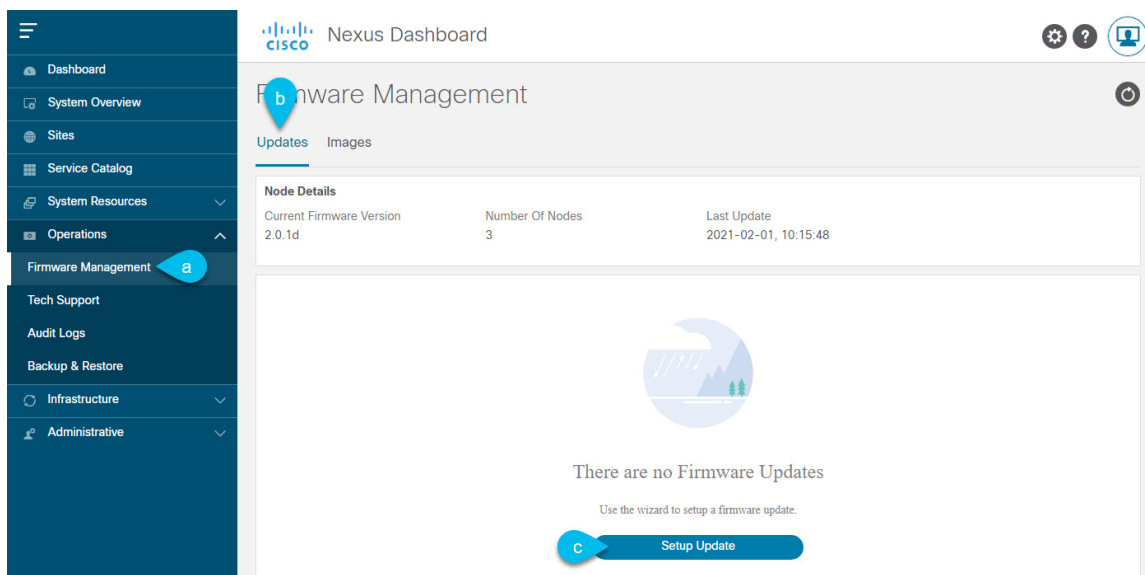 CISCO Nexus Dashboard
?
Dashboard
System Overview
Sites
Service Catalog
System Resources
Operations
Firmware Management
a
Tech Support
Audit Logs
Backup & Restore
Infrastructure
Administrative
Firmware Management
b
Updates Images
Node Details
Current Firmware Version Number Of Nodes Last Update
2.0.1d 3 2021-02-01, 10:15:48
There are no Firmware Updates
Use the wizard to setup a firmware update.
c
Setup Update